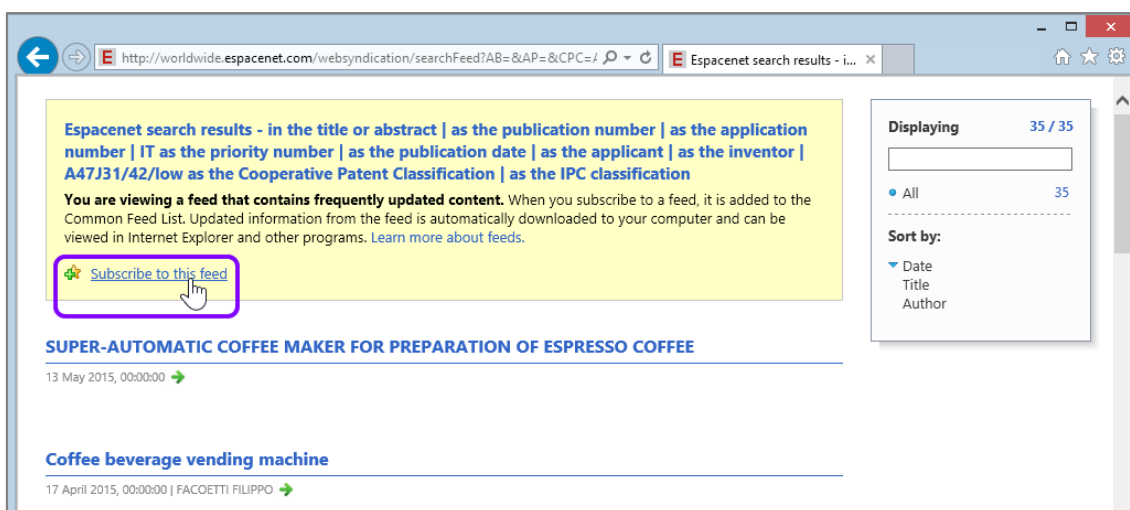 E http://worldwide.espacenet.com/websyndication/searchFeed?AB=&AP=&CPC=/
E Espacenet search results - i...
Espacenet search results - in the title or abstract | as the publication number | as the application
number | IT as the priority number | as the publication date | as the applicant | as the inventor |
A47J31/42/low as the Cooperative Patent Classification | as the IPC classification
You are viewing a feed that contains frequently updated content. When you subscribe to a feed, it is added to the
Common Feed List. Updated information from the feed is automatically downloaded to your computer and can be
viewed in Internet Explorer and other programs. Learn more about feeds.
Subscribe to this feed
SUPER-AUTOMATIC COFFEE MAKER FOR PREPARATION OF ESPRESSO COFFEE
13 May 2015, 00:00:00
Coffee beverage vending machine
17 April 2015, 00:00:00 | FACOETTI FILIPPO
Displaying 35 / 35
All 35
Sort by:
Date
Title
Author